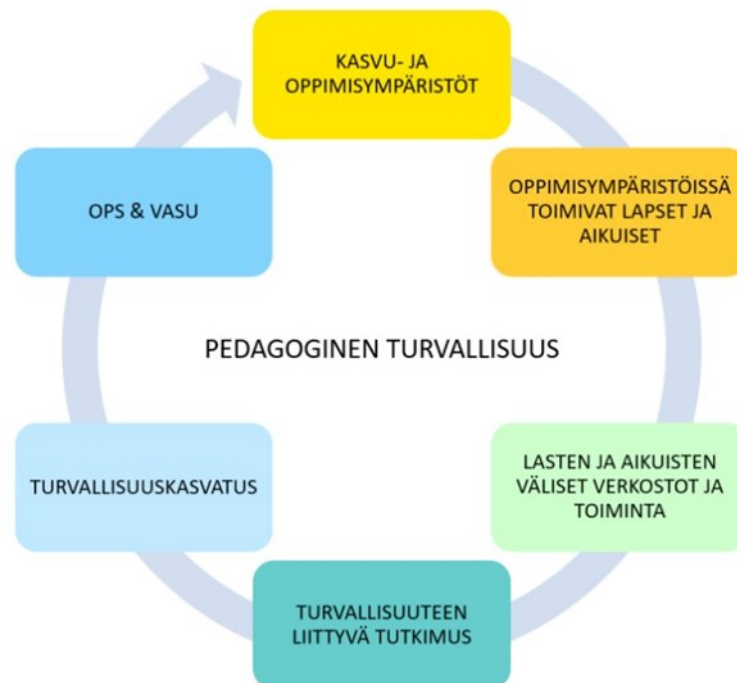 KASVU- JA
OPPIMISYMPÄRISTÖT
OPPIMISYMPÄRISTÖISSÄ
TOIMIVAT LAPSET JA
AIKUISET
LASTEN JA AIKUISTEN
VÄLISET VERKOSTOT JA
TOIMINTA
TURVALLISUUTEEN
LIITTYVÄ TUTKIMUS
TURVALLISUUSKASVATUS
OPS & VASU
PEDAGOGINEN TURVALLISUUS